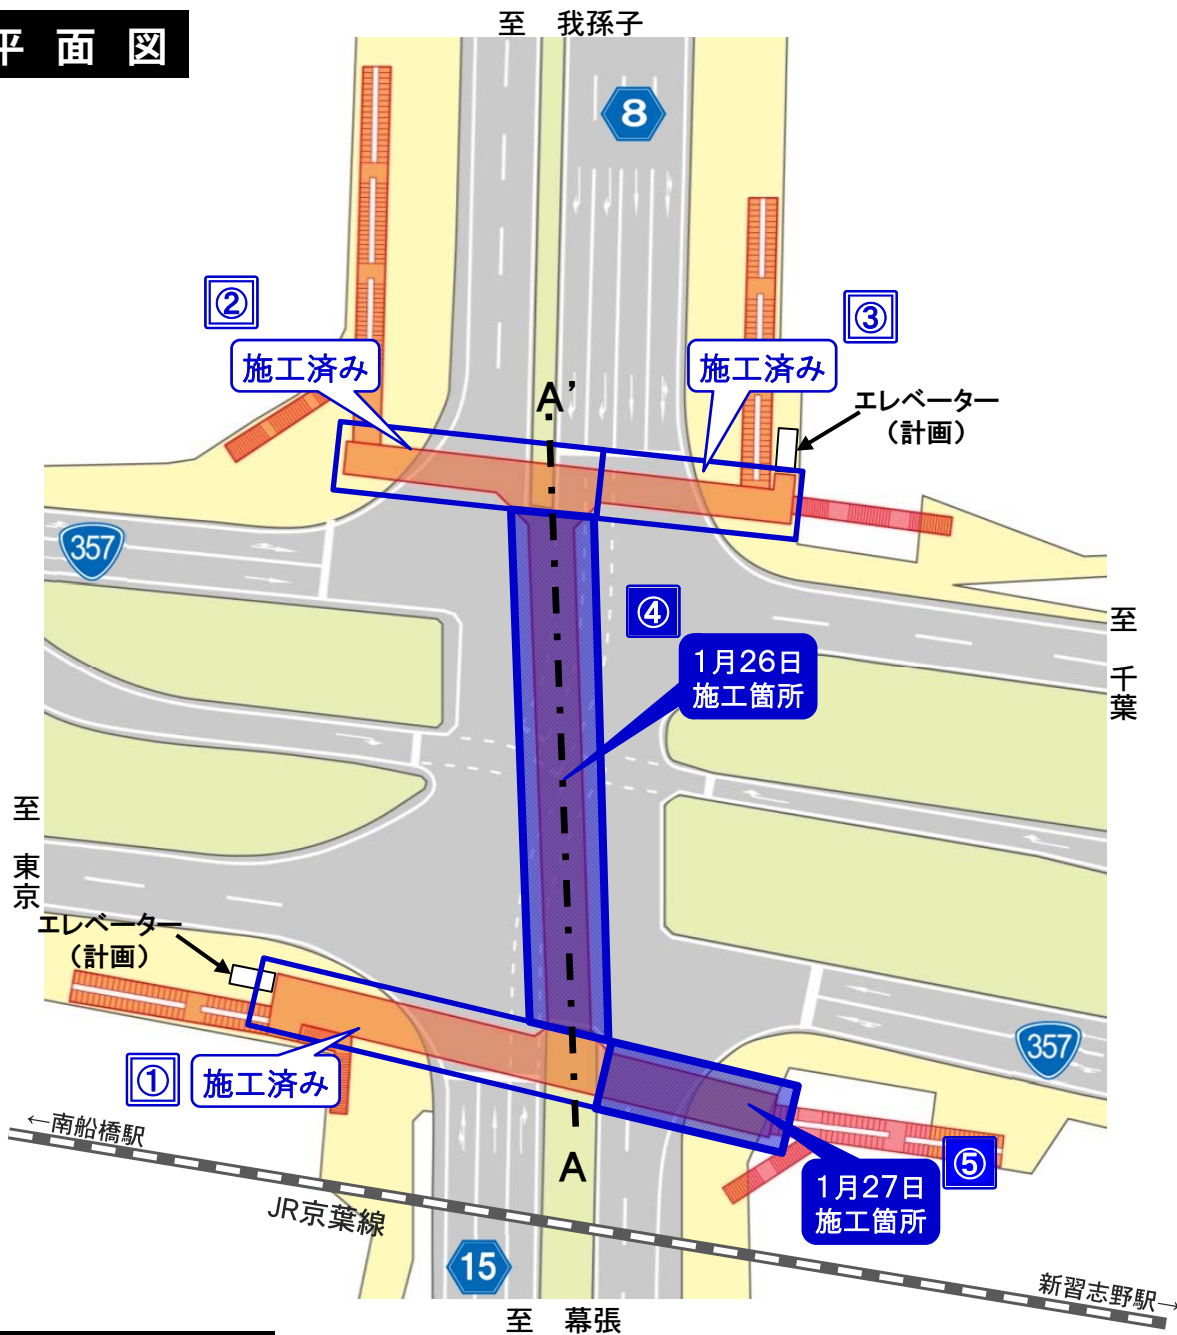 平面図
至 我孫子
8
②
③
施工済み
施工済み
A'
エレベーター
(計画)
357
④
至 千葉
1月26日
施工箇所
至 東京
エレベーター
(計画)
357
①
施工済み
←南船橋駅
⑤
A
1月27日
施工箇所
JR京葉線
15
新習志野駅→
至 幕張